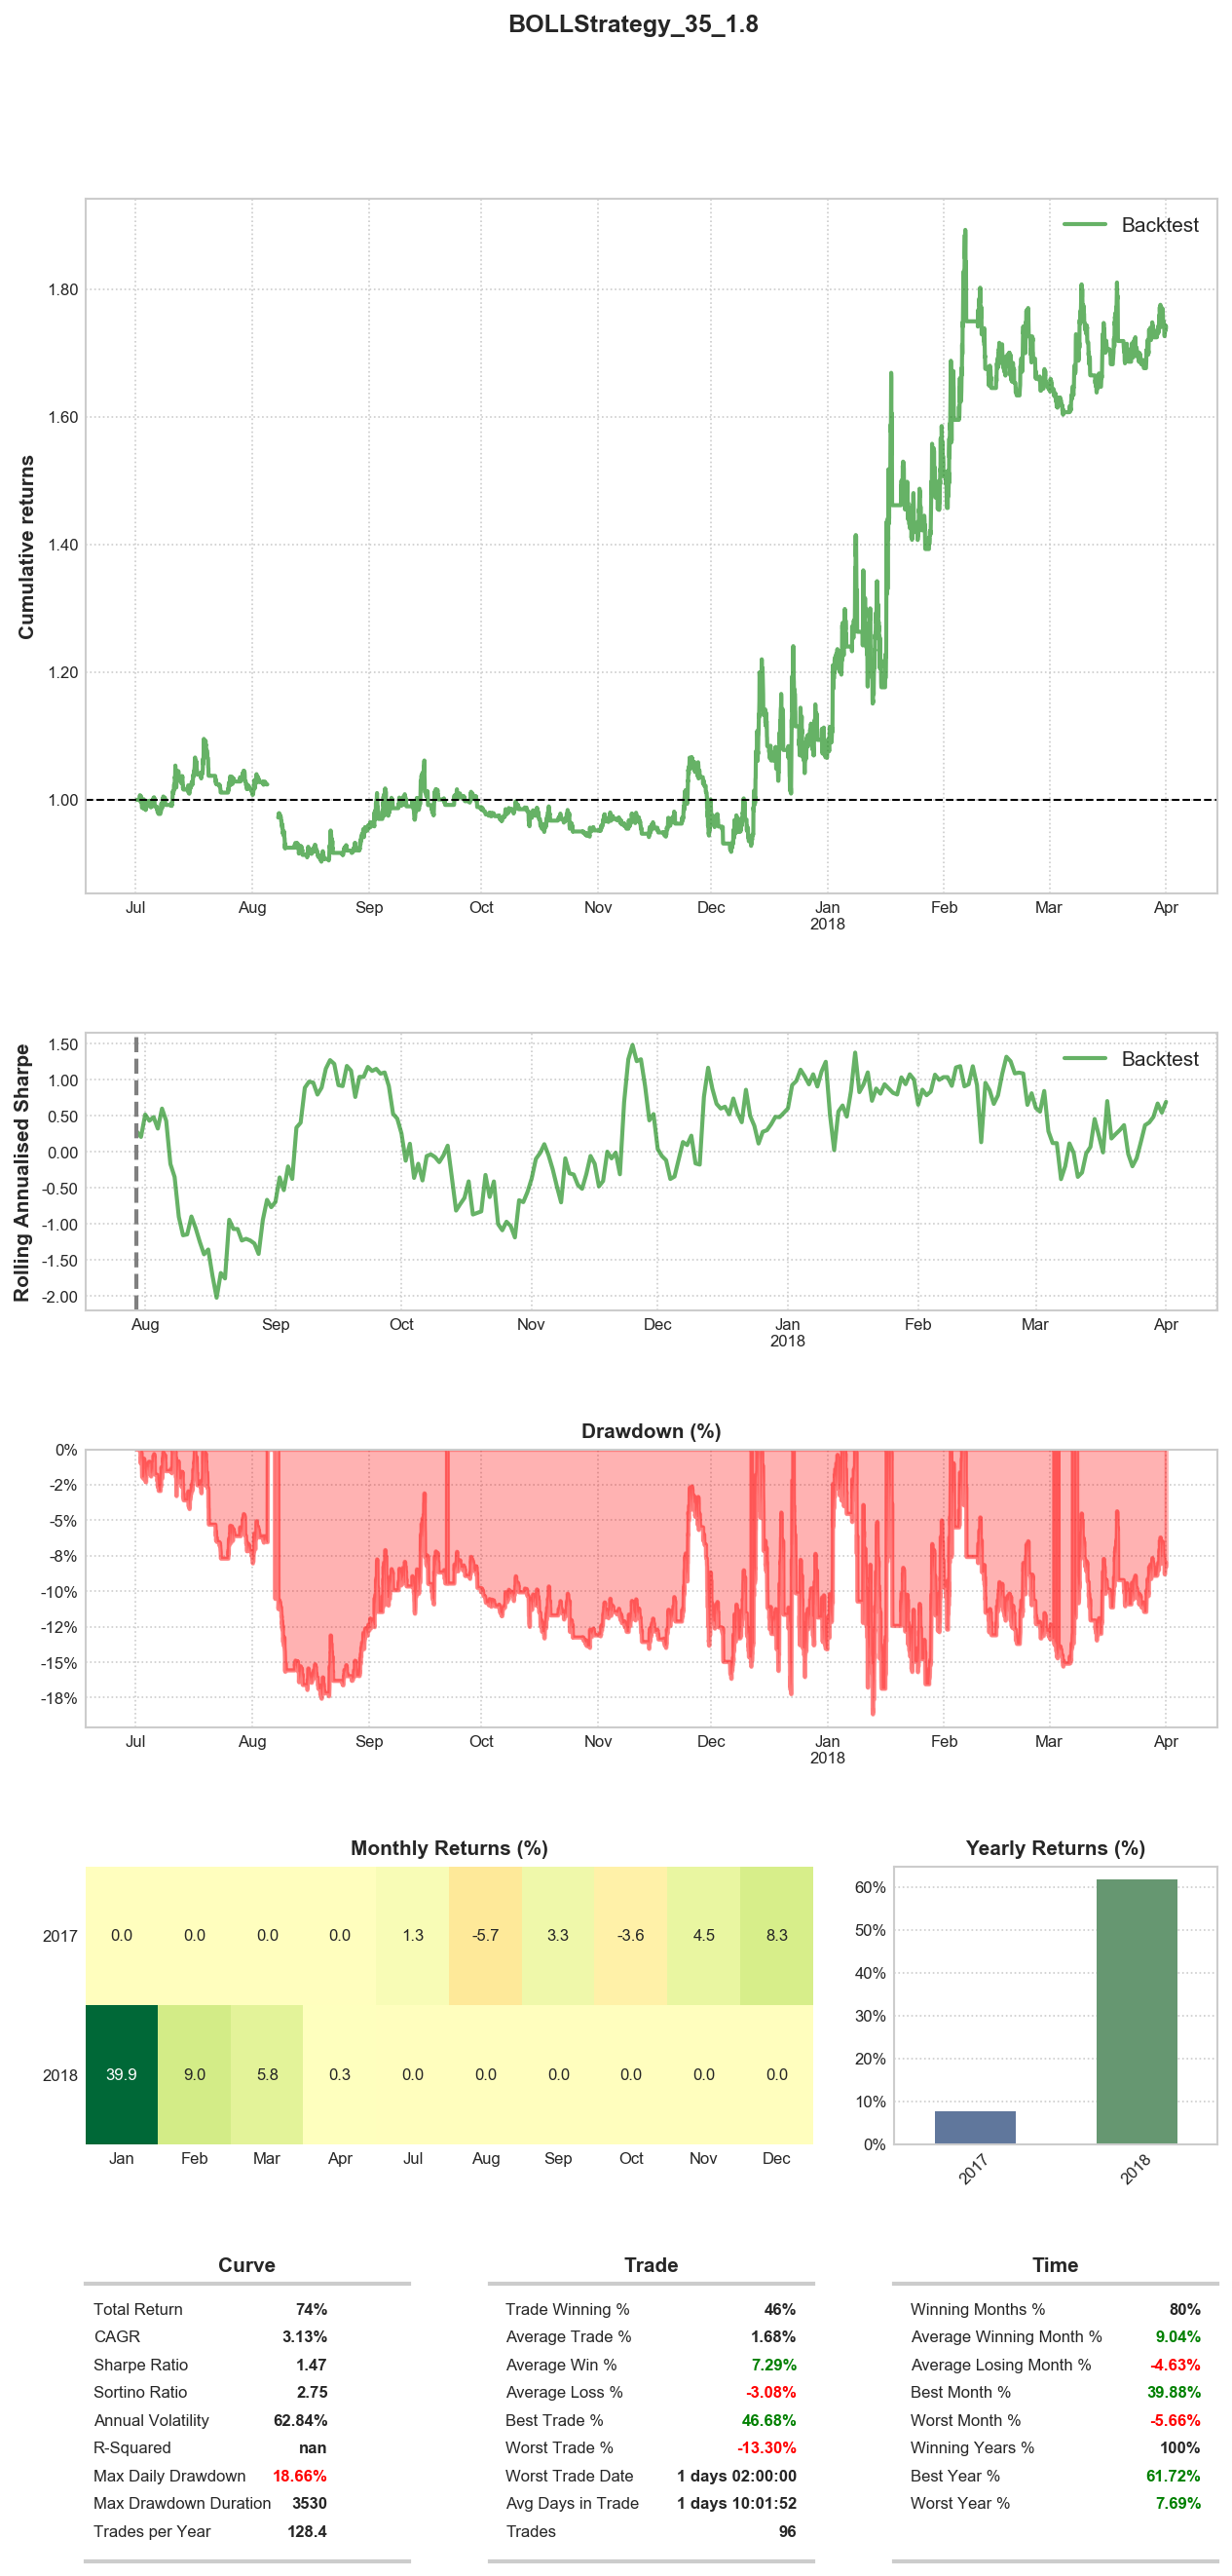 BOLLStrategy_35_1.8
Backtest
Cumulative returns
1.80
1.60
1.40
1.20
1.00
Jul Aug Sep Oct Nov Dec Jan Feb Mar Apr
2018
Backtest
Rolling Annualised Sharpe
1.50
1.00
0.50
0.00
-0.50
-1.00
-1.50
-2.00
Aug Sep Oct Nov Dec Jan Feb Mar Apr
2018
Drawdown (%)
0%
-2%
-5%
-8%
-10%
-12%
-15%
-18%
Jul Aug Sep Oct Nov Dec Jan Feb Mar Apr
2018
Monthly Returns (%)
2017 0.0 0.0 0.0 0.0 1.3 -5.7 3.3 -3.6 4.5 8.3
2018 39.9 9.0 5.8 0.3 0.0 0.0 0.0 0.0 0.0 0.0
Jan Feb Mar Apr Jul Aug Sep Oct Nov Dec
Yearly Returns (%)
60%
50%
40%
30%
20%
10%
0%
2017 2018
Curve
Total Return 74%
CAGR 3.13%
Sharpe Ratio 1.47
Sortino Ratio 2.75
Annual Volatility 62.84%
R-Squared nan
Max Daily Drawdown 18.66%
Max Drawdown Duration 3530
Trades per Year 128.4
Trade
Trade Winning % 46%
Average Trade % 1.68%
Average Win % 7.29%
Average Loss % -3.08%
Best Trade % 46.68%
Worst Trade % -13.30%
Worst Trade Date 1 days 02:00:00
Avg Days in Trade 1 days 10:01:52
Trades 96
Time
Winning Months % 80%
Average Winning Month % 9.04%
Average Losing Month % -4.63%
Best Month % 39.88%
Worst Month % -5.66%
Winning Years % 100%
Best Year % 61.72%
Worst Year % 7.69%